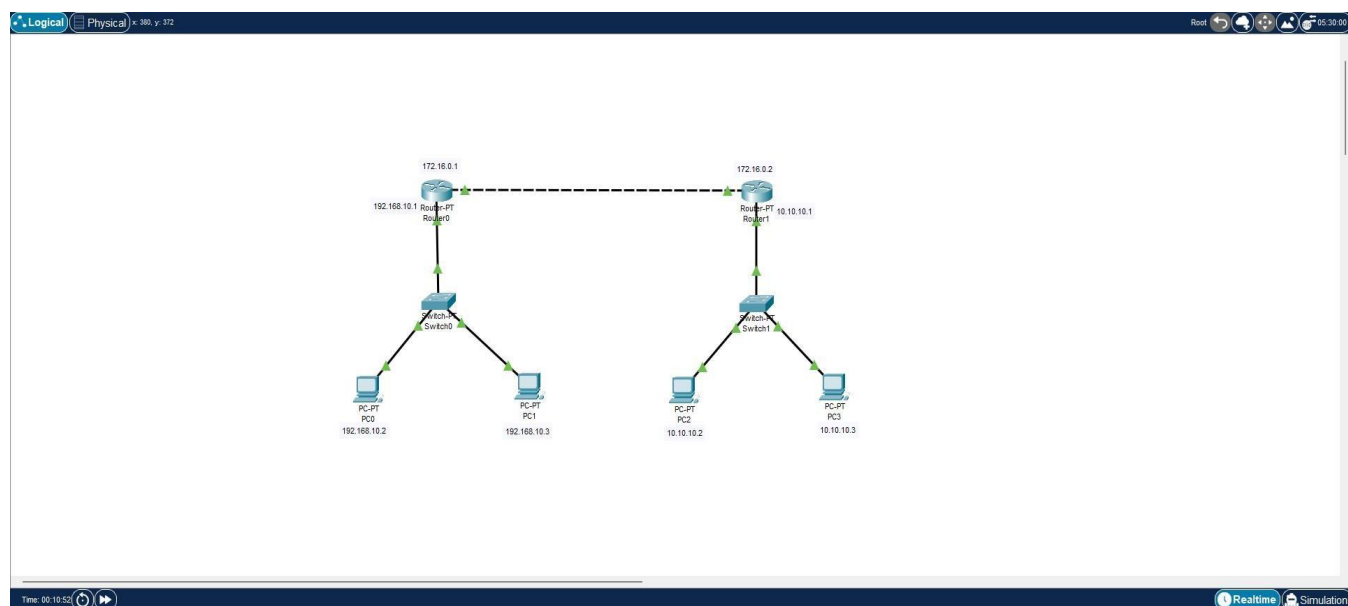 Logical Physical x: 380, y: 372 Root 05:30:00
172.16.0.1
172.16.0.2
192.168.10.1
Router-PT
Router0
Router-PT
Router1
10.10.10.1
Switch-PT
Switch0
Switch-PT
Switch1
PC-PT
PC0
192.168.10.2
PC-PT
PC1
192.168.10.3
PC-PT
PC2
10.10.10.2
PC-PT
PC3
10.10.10.3
Time: 00:10:52 Realtime Simulation